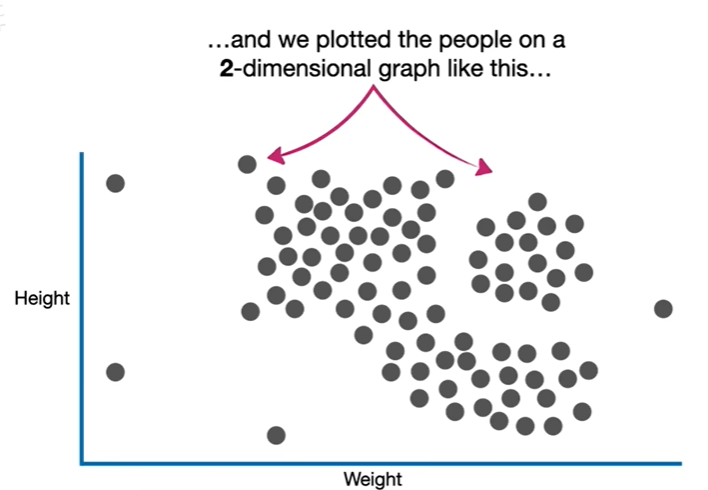 …and we plotted the people on a
2-dimensional graph like this…
Height
Weight